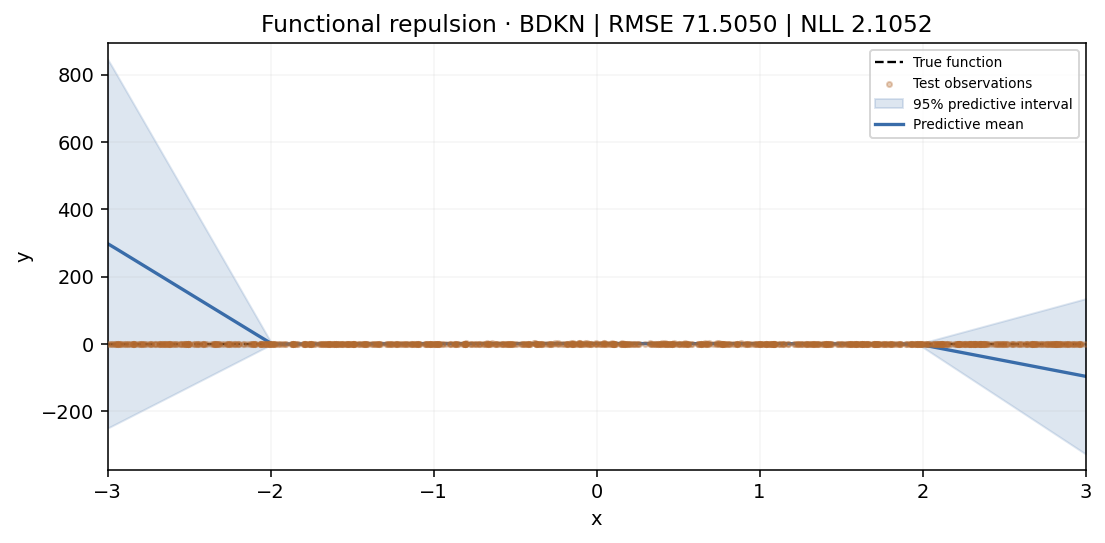 Functional repulsion · BDKN | RMSE 71.5050 | NLL 2.1052
True function
Test observations
95% predictive interval
Predictive mean
800
600
400
200
0
−200
y
−3
−2
−1
0
1
2
3
x